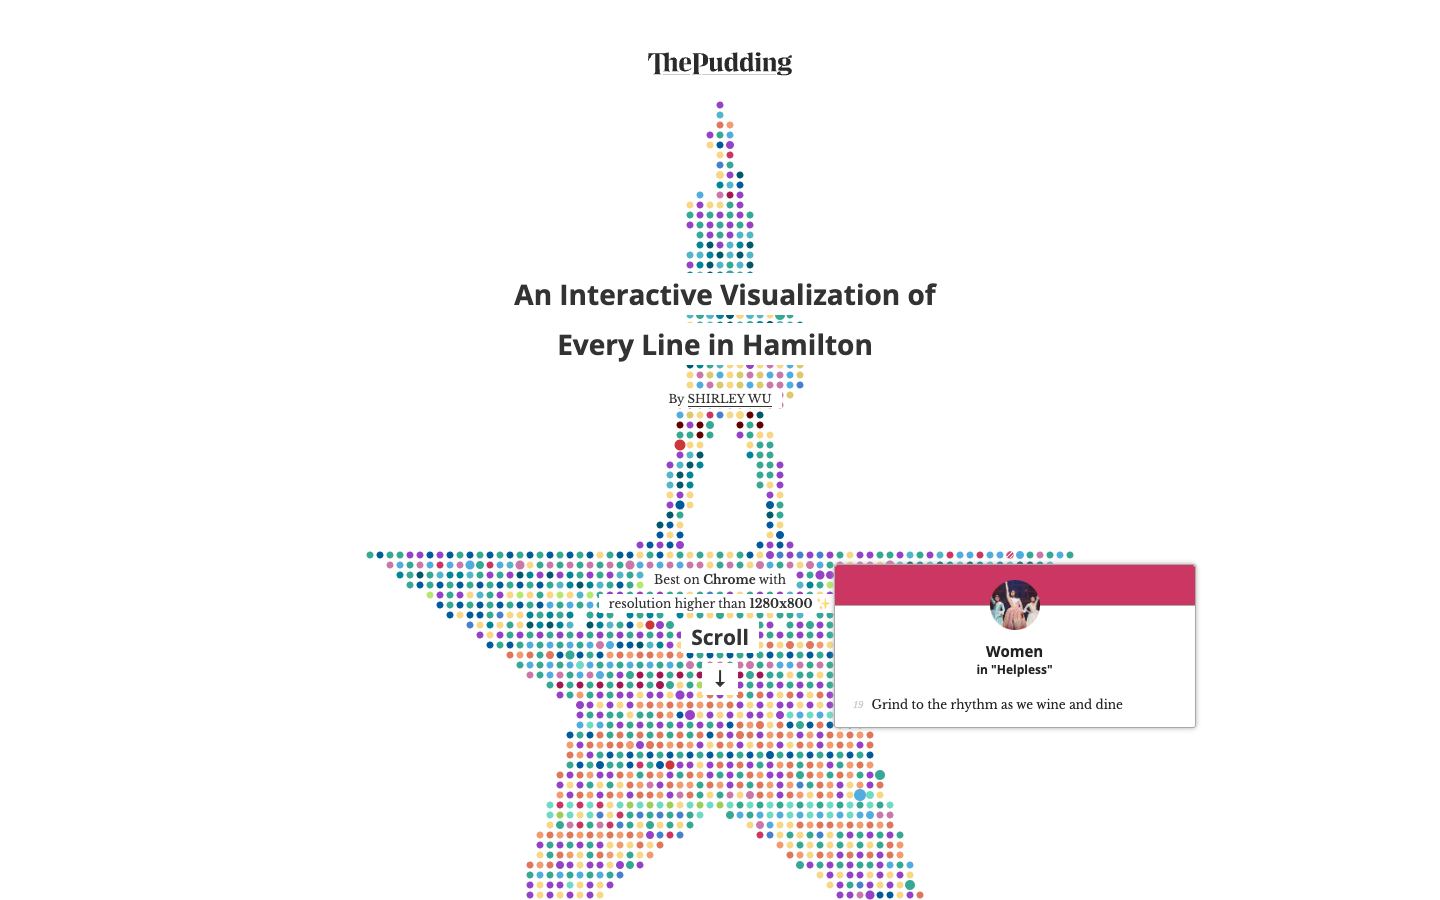 ThePudding
An Interactive Visualization of
Every Line in Hamilton
By SHIRLEY WU
Best on Chrome with
resolution higher than 1280x800 ✨
Scroll
↓
Women
in "Helpless"
19 Grind to the rhythm as we wine and dine